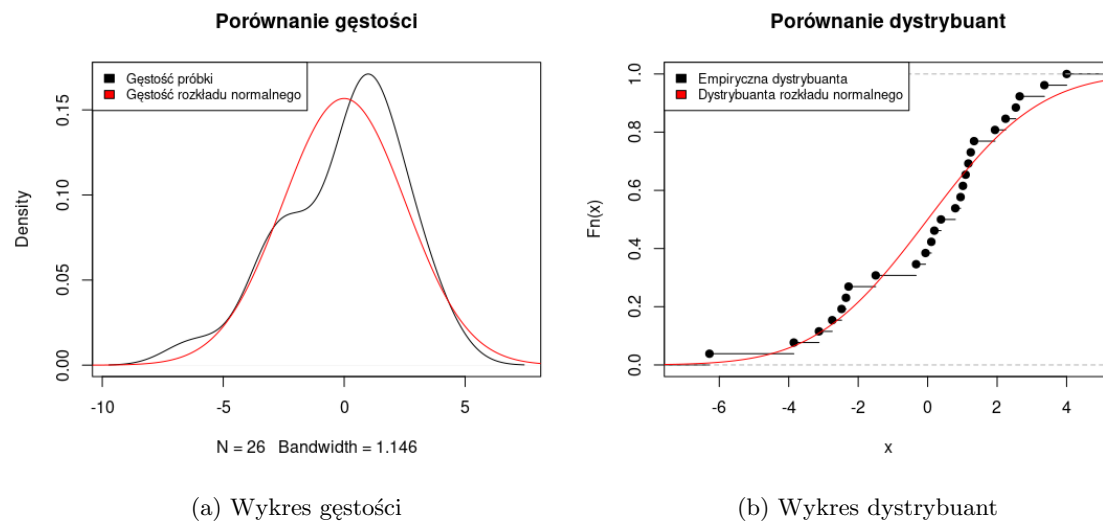 Porównanie gęstości
Gęstość próbki
Gęstość rozkładu normalnego
Density
0.00
0.05
0.10
0.15
-10
-5
0
5
N = 26 Bandwidth = 1.146
(a) Wykres gęstości
Porównanie dystrybuant
Empiryczna dystrybuanta
Dystrybuanta rozkładu normalnego
Fn(x)
0.0
0.2
0.4
0.6
0.8
1.0
-6
-4
-2
0
2
4
x
(b) Wykres dystrybuant